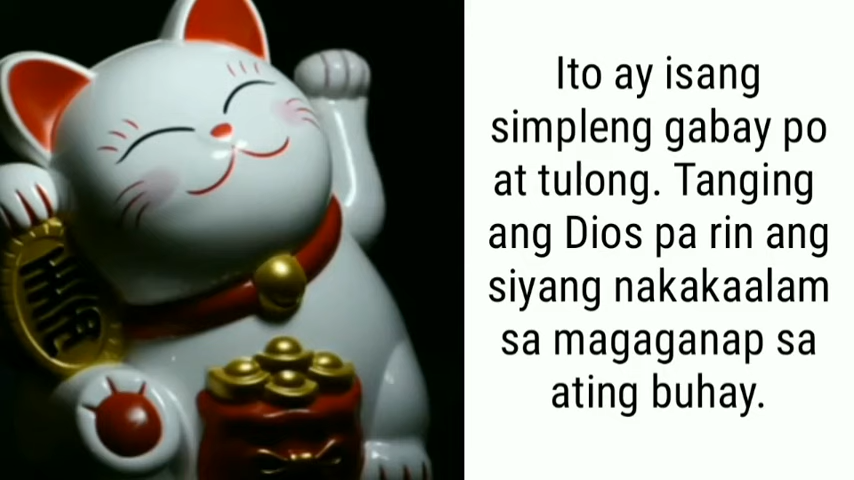 Ito ay isang
simpleng gabay po
at tulong. Tanging
ang Dios pa rin ang
siyang nakakaalam
sa magaganap sa
ating buhay.